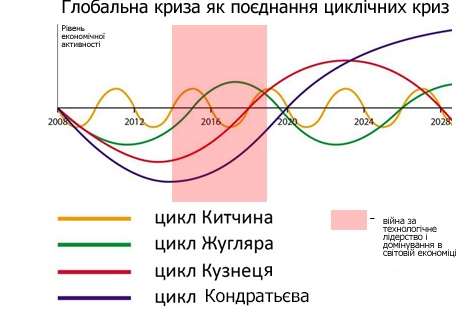 Глобальна криза як поєднання циклічних криз
Рівень
економічної
активності
2008 2012 2016 2020 2024 2028
цикл Китчина
цикл Жугляра
цикл Кузнеця
цикл Кондратьєва
– війна за
технологічне
лідерство і
домінування в
світовій економіці